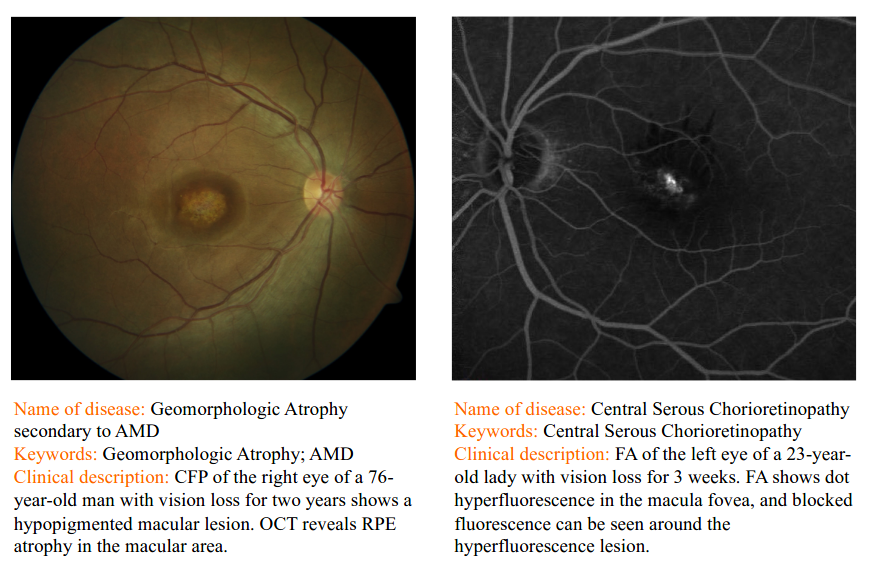 Name of disease: Geomorphologic Atrophy
secondary to AMD
Keywords: Geomorphologic Atrophy; AMD
Clinical description: CFP of the right eye of a 76-
year-old man with vision loss for two years shows a
hypopigmented macular lesion. OCT reveals RPE
atrophy in the macular area.
Name of disease: Central Serous Chorioretinopathy
Keywords: Central Serous Chorioretinopathy
Clinical description: FA of the left eye of a 23-year-
old lady with vision loss for 3 weeks. FA shows dot
hyperfluorescence in the macula fovea, and blocked
fluorescence can be seen around the
hyperfluorescence lesion.